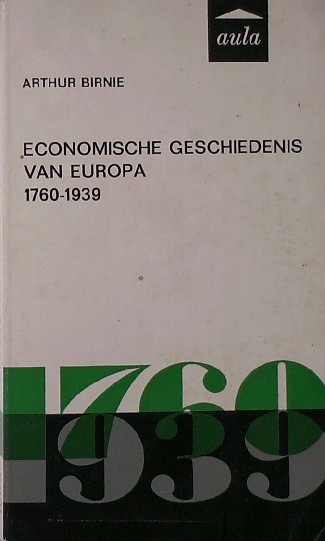 aula
ARTHUR BIRNIE
ECONOMISCHE GESCHIEDENIS
VAN EUROPA
1760-1939
1760
1939